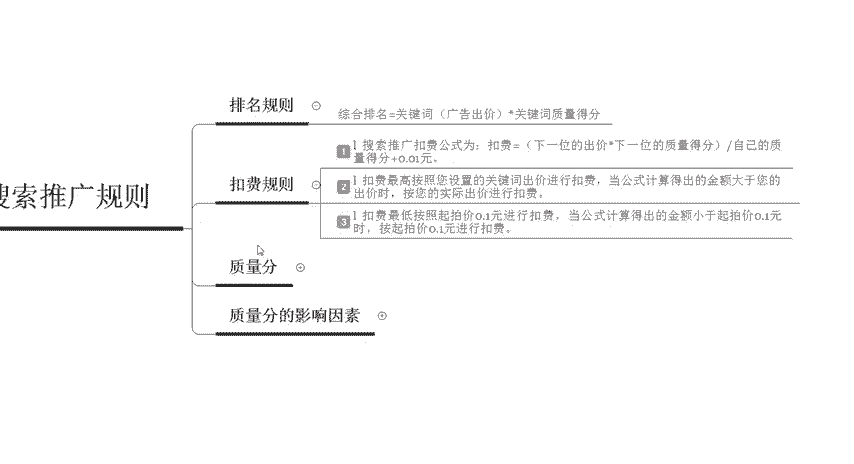 搜索推广规则
排名规则
综合排名=关键词（广告出价）*关键词质量得分
扣费规则
1 l 搜索推广扣费公式为：扣费=（下一位的出价*下一位的质量得分）/自己的质
量得分+0.01元。
2 l 扣费最高按照您设置的关键词出价进行扣费，当公式计算得出的金额大于您的
出价时，按您的实际出价进行扣费。
3 l 扣费最低按照起拍价0.1元进行扣费，当公式计算得出的金额小于起拍价0.1元
时，按起拍价0.1元进行扣费。
质量分
质量分的影响因素